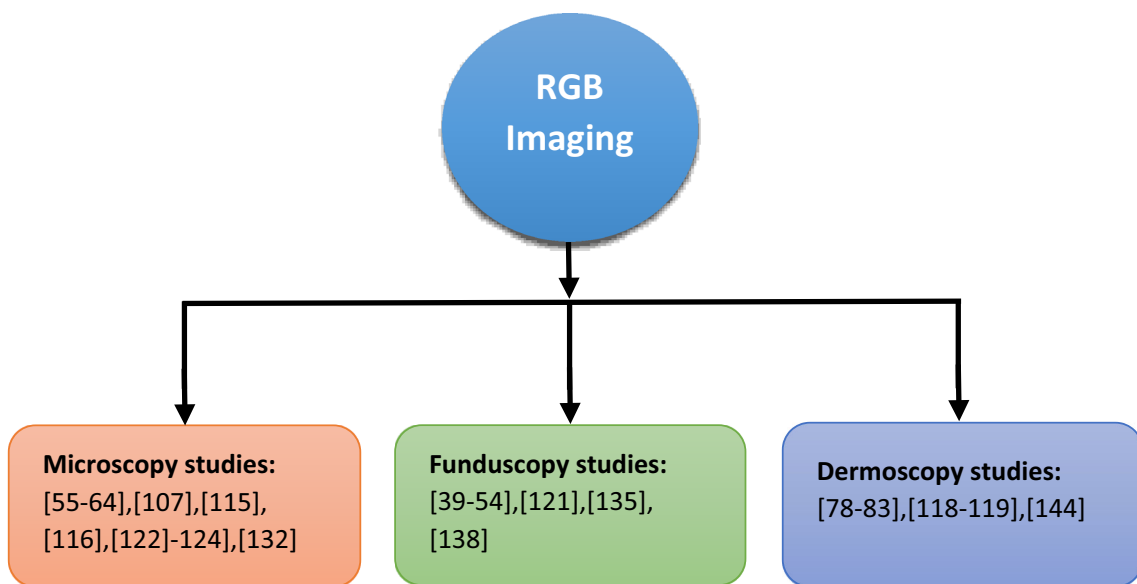 RGB
Imaging
Microscopy studies:
[55-64],[107],[115],
[116],[122]-124],[132]
Funduscopy studies:
[39-54],[121],[135],
[138]
Dermoscopy studies:
[78-83],[118-119],[144]